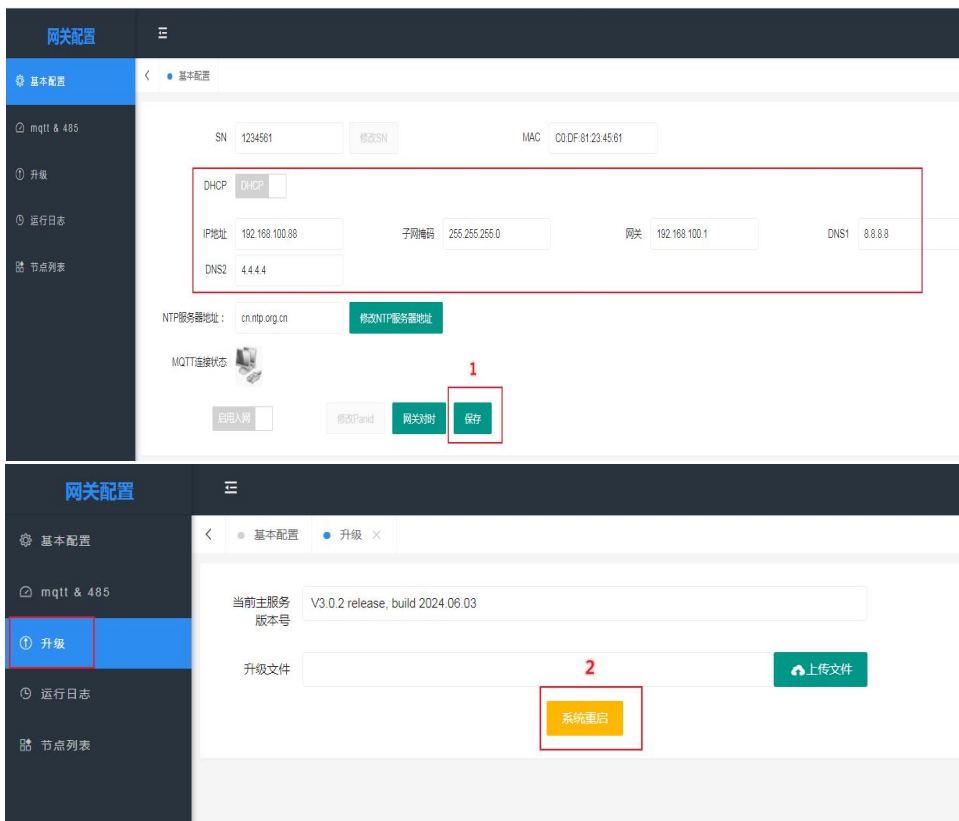 网关配置
基本配置
基本配置
mqtt & 485
升级
运行日志
节点列表
SN 1234561 修改SN MAC C0:DF:81:23:45:61
DHCP DHCP
IP地址 192.168.100.88 子网掩码 255.255.255.0 网关 192.168.100.1 DNS1 8.8.8.8
DNS2 4.4.4.4
NTP服务器地址： cn.ntp.org.cn 修改NTP服务器地址
MQTT连接状态
1
启用入网 修改Panid 网关对时 保存
网关配置
基本配置
mqtt & 485
升级
运行日志
节点列表
基本配置 升级
当前主服务版本号 V3.0.2 release, build 2024.06.03
升级文件 上传文件
2
系统重启